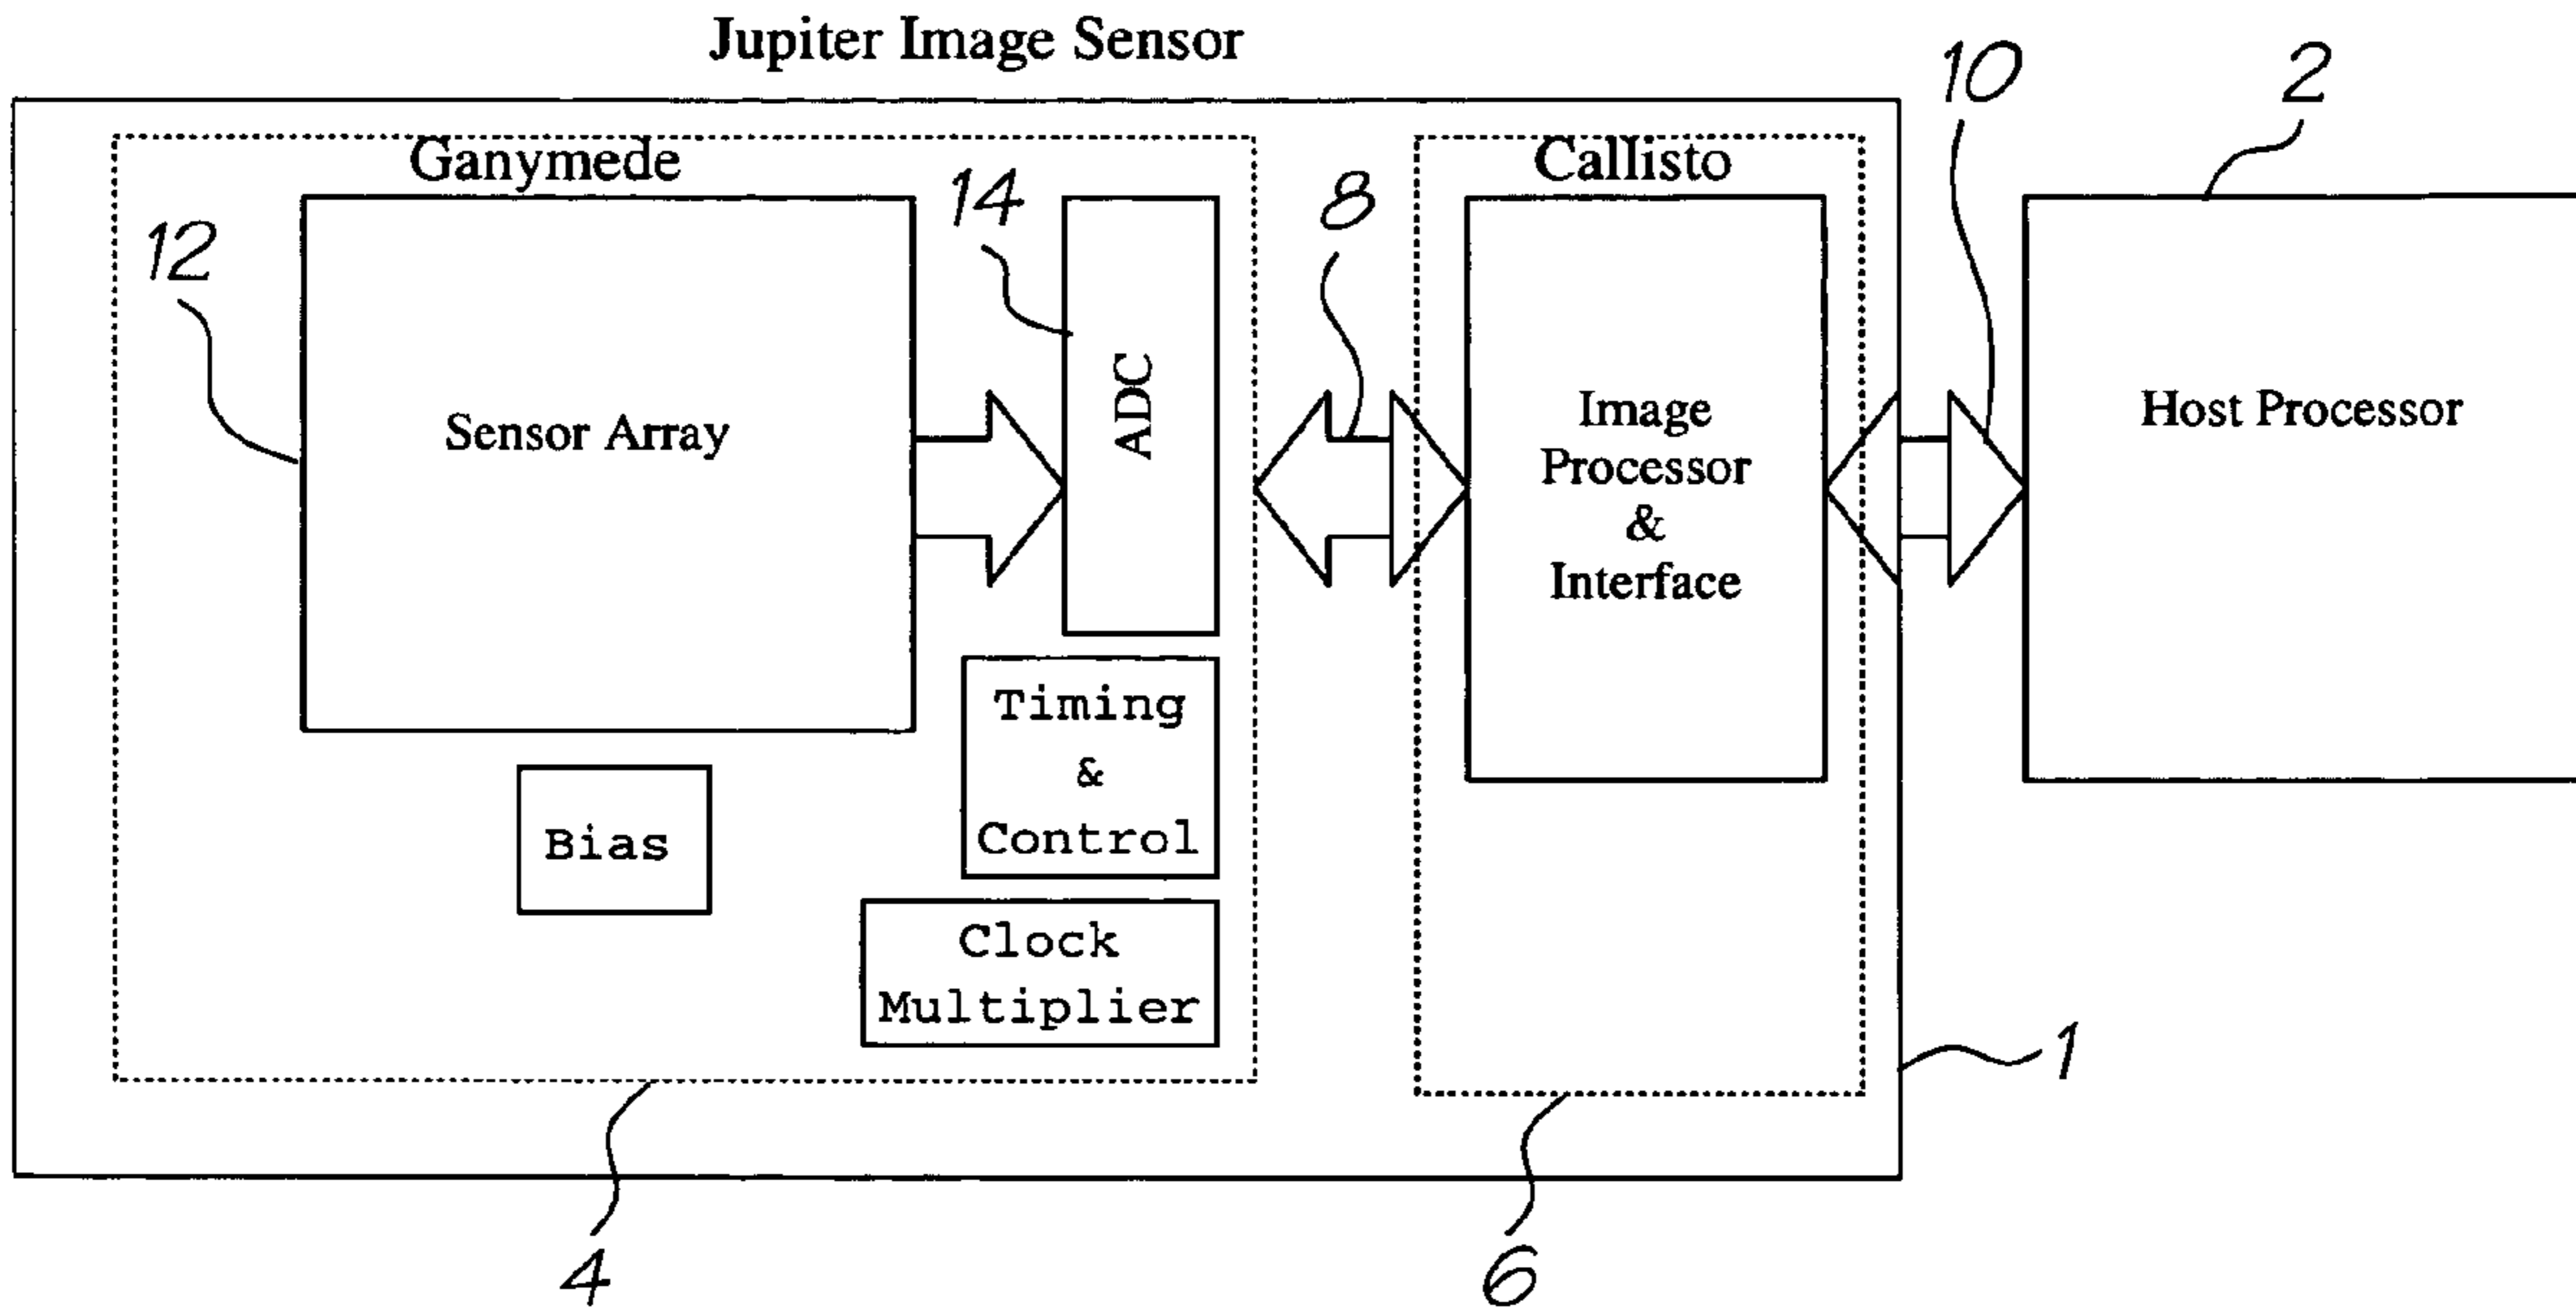 Jupiter Image Sensor
10
2
Ganymede
Callisto
12
14
8
Sensor Array
ADC
Image
Processor
&
Interface
Host Processor
Timing
&
Control
Bias
Clock
Multiplier
1
4
6